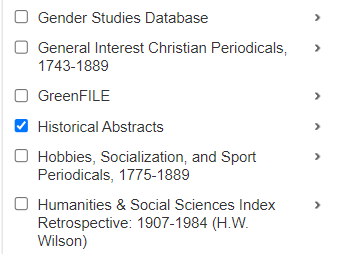 Gender Studies Database
General Interest Christian Periodicals,
1743-1889
GreenFILE
Historical Abstracts
Hobbies, Socialization, and Sport
Periodicals, 1775-1889
Humanities & Social Sciences Index
Retrospective: 1907-1984 (H.W.
Wilson)